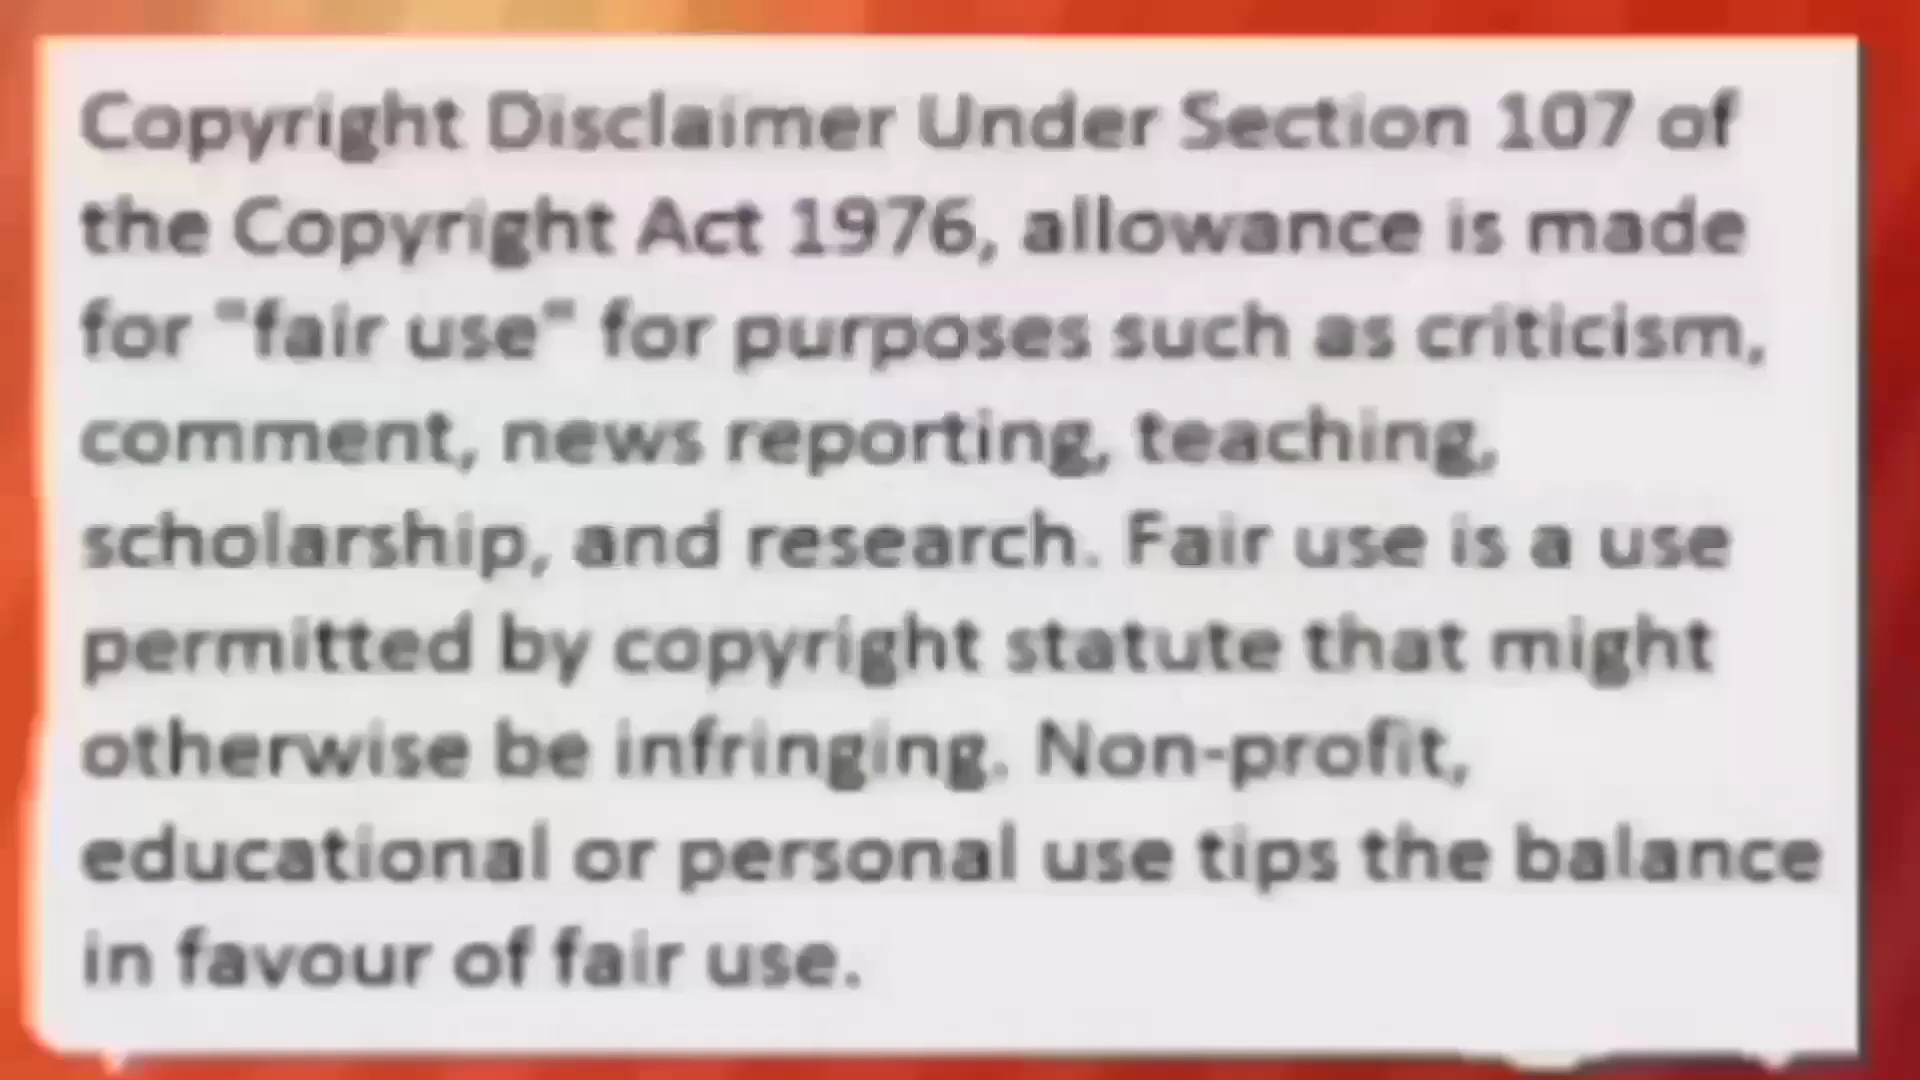 Copyright Disclaimer Under Section 107 of
the Copyright Act 1976, allowance is made
for "fair use" for purposes such as criticism,
comment, news reporting, teaching,
scholarship, and research. Fair use is a use
permitted by copyright statute that might
otherwise be infringing. Non-profit,
educational or personal use tips the balance
in favour of fair use.